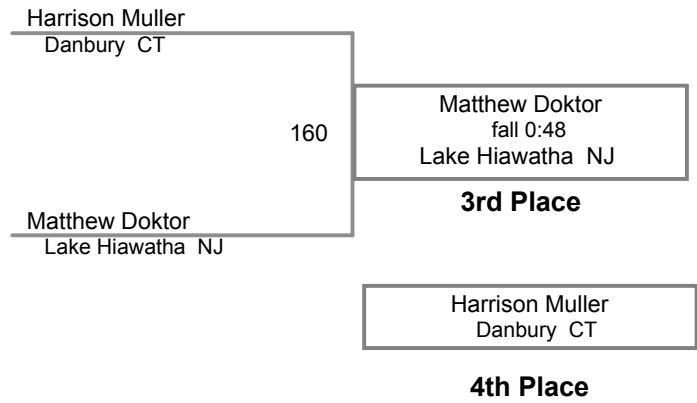 Harrison Muller
Danbury CT
160
Matthew Doktor
fall 0:48
Lake Hiawatha NJ
3rd Place
Matthew Doktor
Lake Hiawatha NJ
Harrison Muller
Danbury CT
4th Place